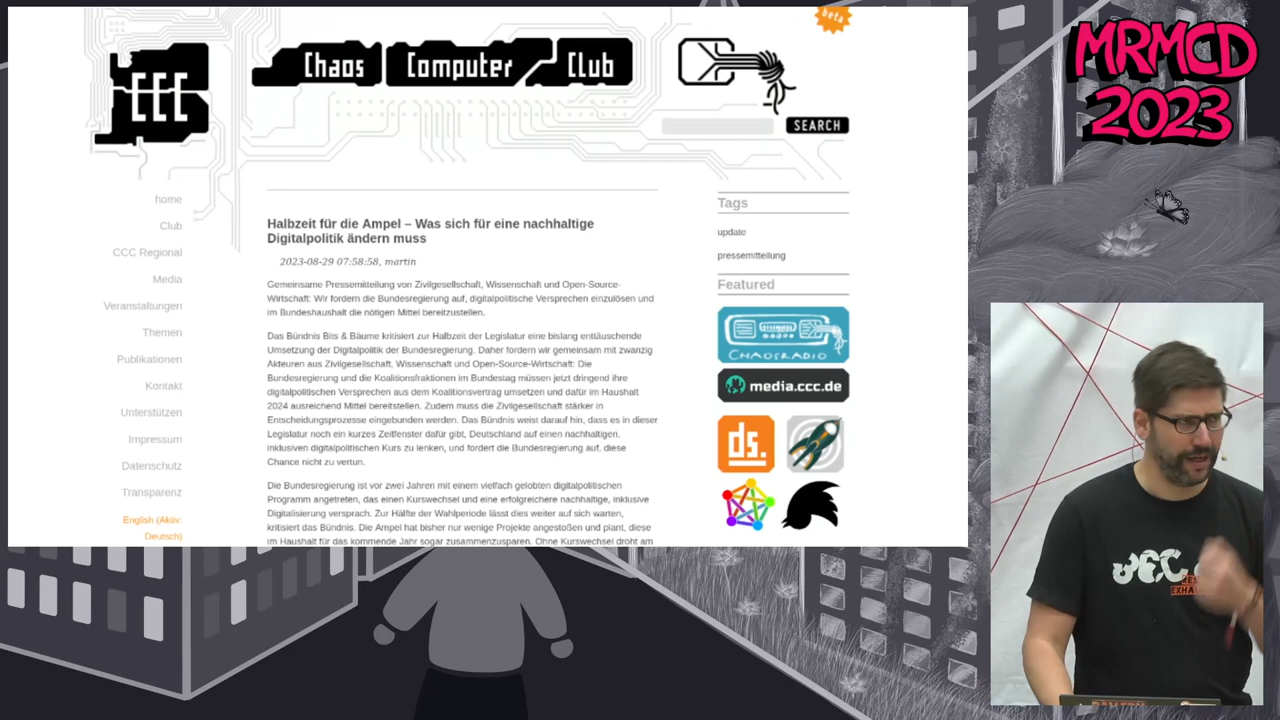 beta
CCC
Chaos Computer Club
SEARCH
home
Club
CCC Regional
Media
Veranstaltungen
Themen
Publikationen
Kontakt
Unterstützen
Impressum
Datenschutz
Transparenz
English (Aktiv:
Deutsch)
Halbzeit für die Ampel – Was sich für eine nachhaltige
Digitalpolitik ändern muss
2023-08-29 07:58:58, martin
Gemeinsame Pressemitteilung von Zivilgesellschaft, Wissenschaft und Open-Source-
Wirtschaft: Wir fordern die Bundesregierung auf, digitalpolitische Versprechen einzulösen und
im Bundeshaushalt die nötigen Mittel bereitzustellen.
Das Bündnis Bits & Bäume kritisiert zur Halbzeit der Legislatur eine bislang enttäuschende
Umsetzung der Digitalpolitik der Bundesregierung. Daher fordern wir gemeinsam mit zwanzig
Akteuren aus Zivilgesellschaft, Wissenschaft und Open-Source-Wirtschaft: Die
Bundesregierung und die Koalitionsfraktionen im Bundestag müssen jetzt dringend ihre
digitalpolitischen Versprechen aus dem Koalitionsvertrag umsetzen und dafür im Haushalt
2024 ausreichend Mittel bereitstellen. Zudem muss die Zivilgesellschaft stärker in
Entscheidungsprozesse eingebunden werden. Das Bündnis weist darauf hin, dass es in dieser
Legislatur noch ein kurzes Zeitfenster dafür gibt, Deutschland auf einen nachhaltigen,
inklusiven digitalpolitischen Kurs zu lenken, und fordert die Bundesregierung auf, diese
Chance nicht zu vertun.
Die Bundesregierung ist vor zwei Jahren mit einem vielfach gelobten digitalpolitischen
Programm angetreten, das einen Kurswechsel und eine erfolgreichere nachhaltige, inklusive
Digitalisierung versprach. Zur Hälfte der Wahlperiode lässt dies weiter auf sich warten,
kritisiert das Bündnis. Die Ampel hat bisher nur wenige Projekte angestoßen und plant, diese
im Haushalt für das kommende Jahr sogar zusammenzusparen. Ohne Kurswechsel droht am
Tags
update
pressemitteilung
Featured
CHAOSRADIO
media.ccc.de
ds.
MRMCD
2023